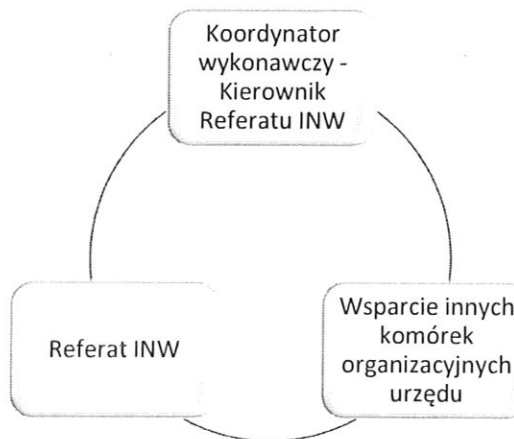 Koordynator
wykonawczy -
Kierownik
Referatu INW
Referat INW
Wsparcie innych
komórek
organizacyjnych
urzędu